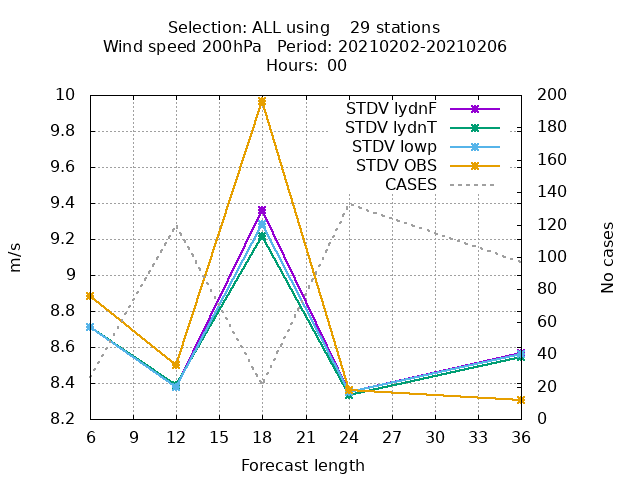 Selection: ALL using    29 stations
Wind speed 200hPa   Period: 20210202-20210206
Hours: 00
10
9.8
9.6
9.4
9.2
9
8.8
8.6
8.4
8.2
m/s
STDV lydnF
STDV lydnT
STDV lowp
STDV OBS
CASES
200
180
160
140
120
100
80
60
40
20
0
No cases
6 9 12 15 18 21 24 27 30 33 36
Forecast length